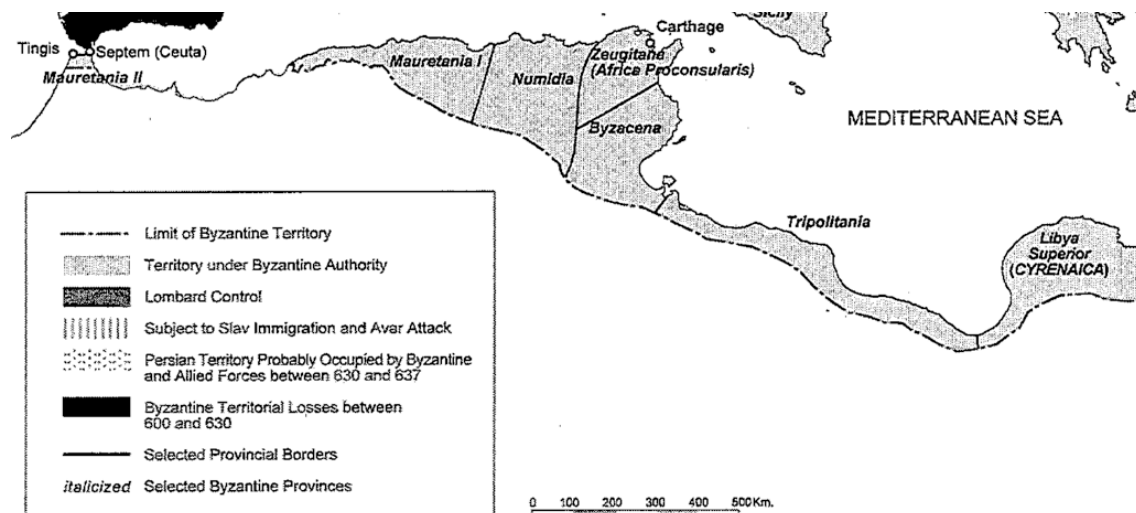 Sicily
Carthage
Tingis
Septem (Ceuta)
Mauretania II
Mauretania I
Numidia
Zeugitane
(Africa Proconsularis)
Byzacena
MEDITERRANEAN SEA
Tripolitania
Libya
Superior
(CYRENAICA)
Limit of Byzantine Territory
Territory under Byzantine Authority
Lombard Control
Subject to Slav Immigration and Avar Attack
Persian Territory Probably Occupied by Byzantine
and Allied Forces between 630 and 637
Byzantine Territorial Losses between
600 and 630
Selected Provincial Borders
italicized Selected Byzantine Provinces
0 100 200 300 400 500 Km.